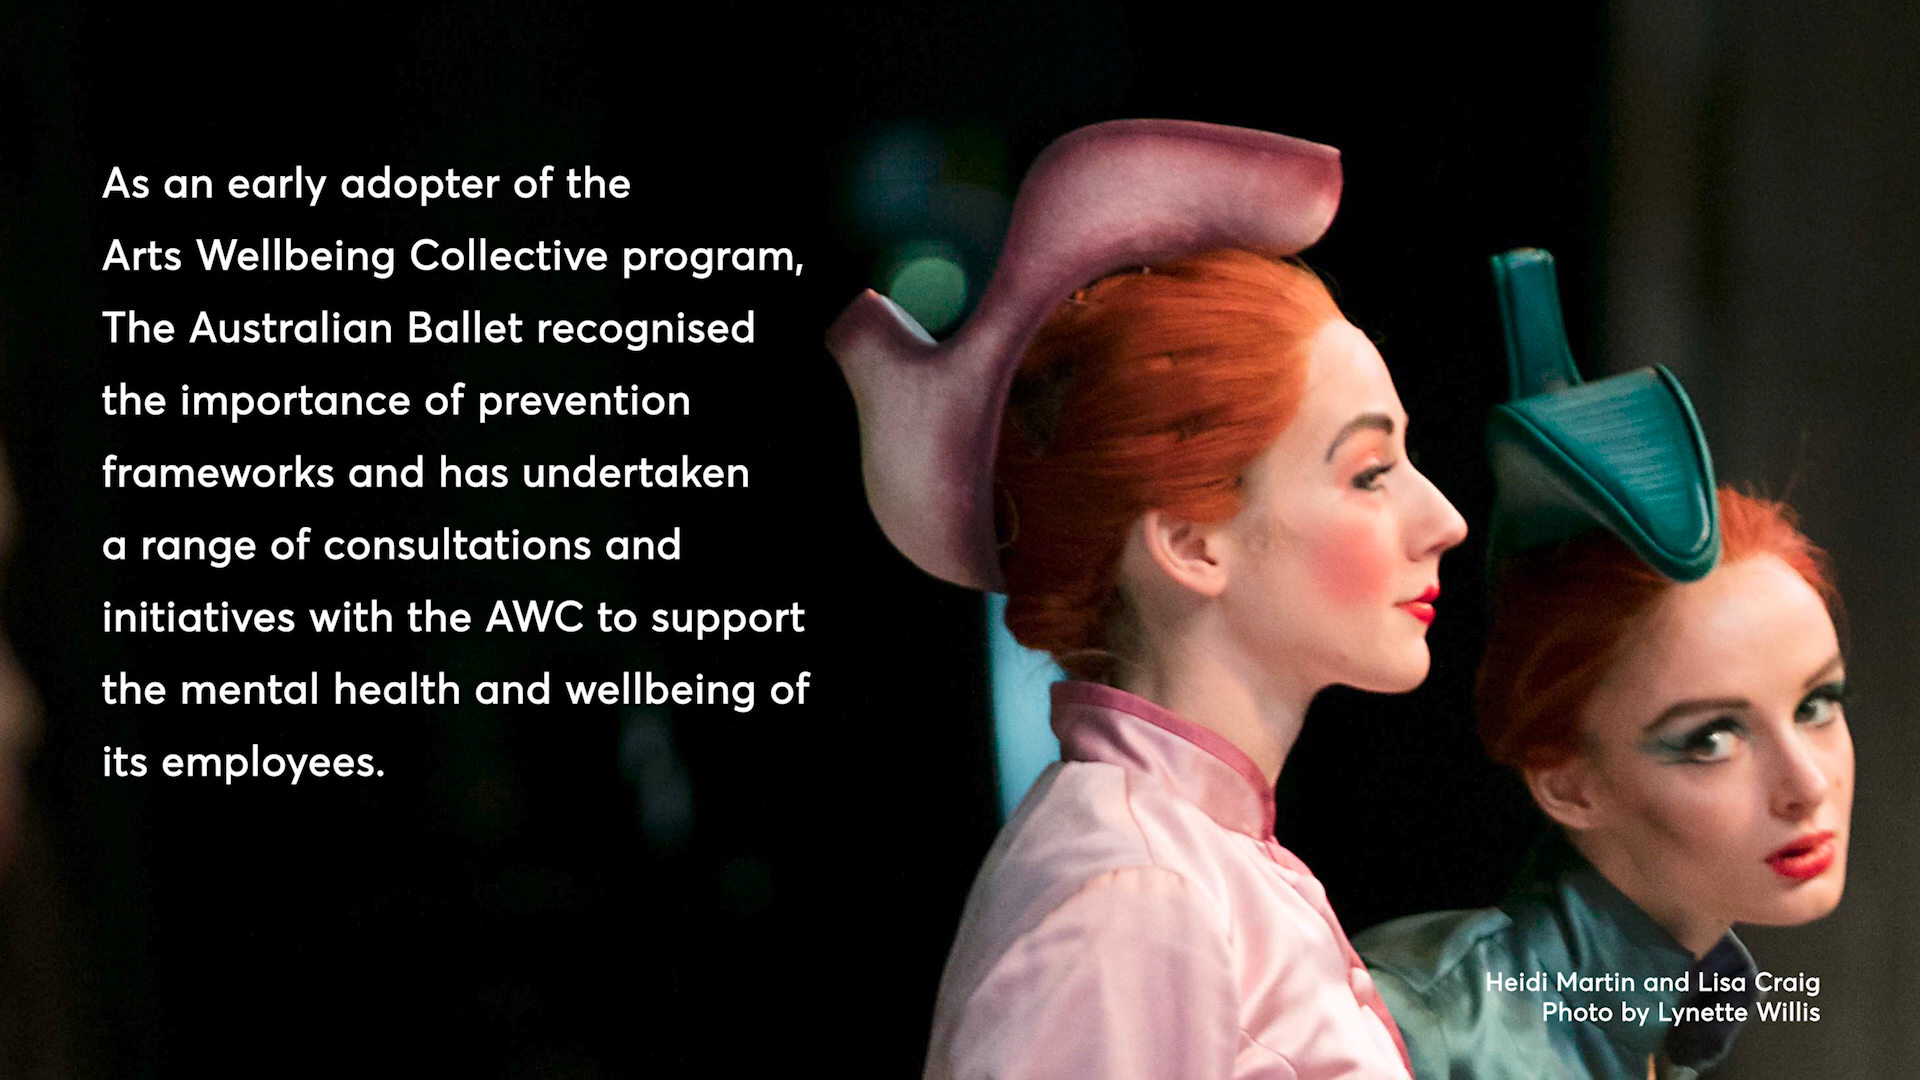 As an early adopter of the
Arts Wellbeing Collective program,
The Australian Ballet recognised
the importance of prevention
frameworks and has undertaken
a range of consultations and
initiatives with the AWC to support
the mental health and wellbeing of
its employees.
Heidi Martin and Lisa Craig
Photo by Lynette Willis